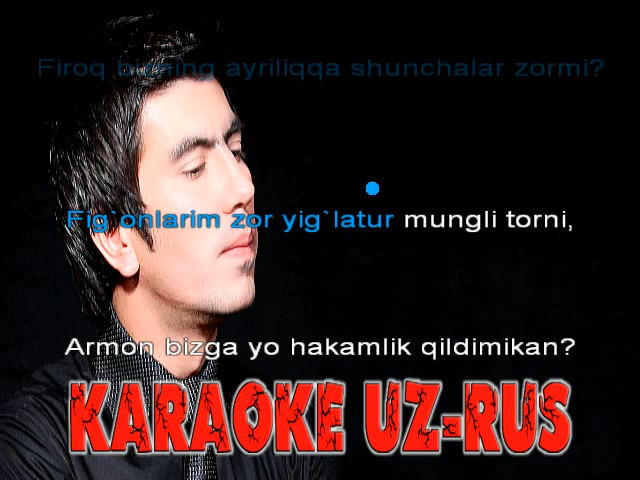 Firoq bizning ayriliqqa shunchalar zormi?
Fig`onlarim zor yig`latur mungli torni,
Armon bizga yo hakamlik qildimikan?
KARAOKE UZ-RUS